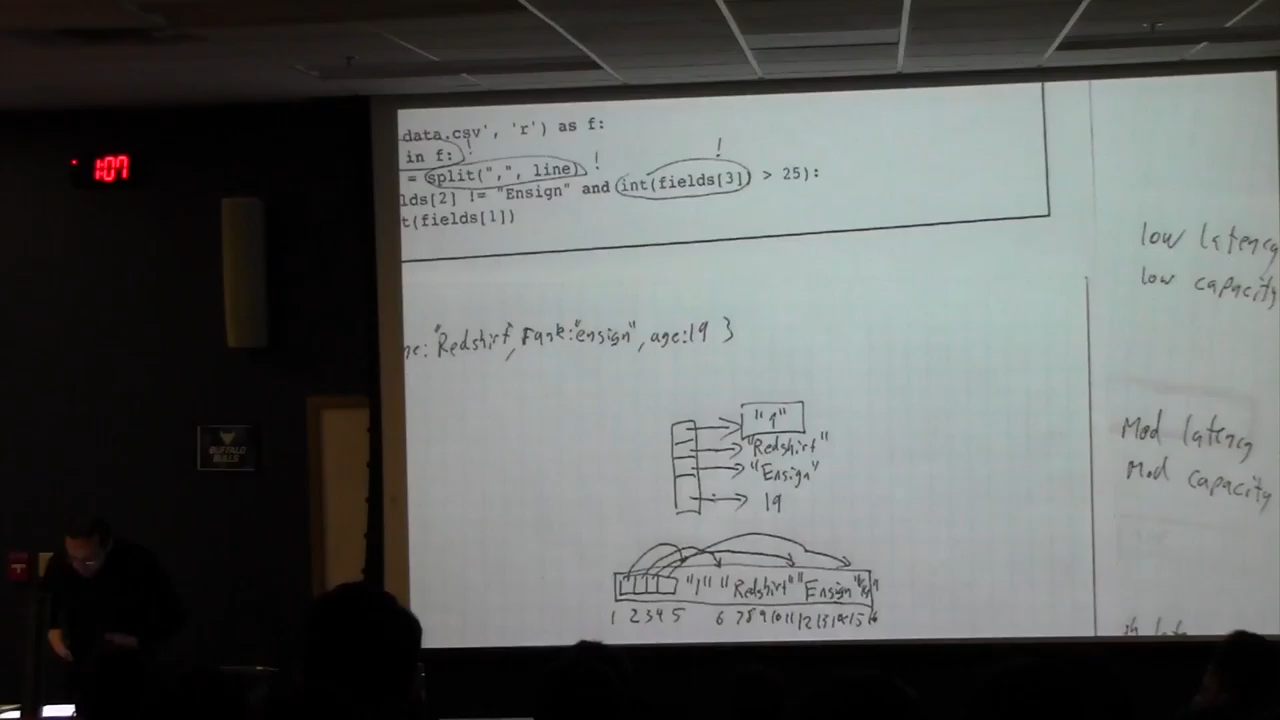 1:07
data.csv', 'r') as f:
in f: !
= split(",", line) ! !
lds[2] != "Ensign" and int(fields[3]) > 25):
t(fields[1])
low latency
low capacity
"Redshirt", rank:"ensign", age:19 }
BUFFALO
BULLS
"1"
"Redshirt"
"Ensign"
19
Mod latency
Mod capacity
"1" "Redshirt" "Ensign"
1 2 3 4 5 6 7 8 9 10 11 12 13 14 15 16